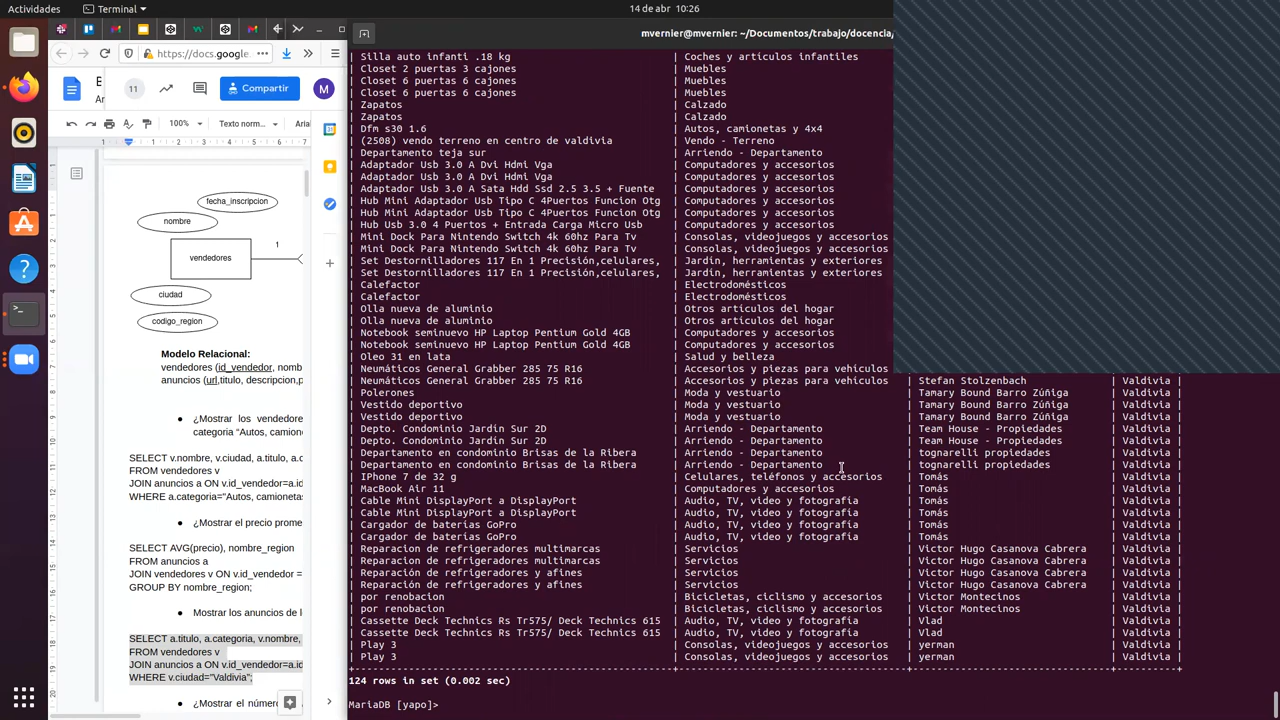 Actividades
Terminal
14 de abr 10:26
mvernier@mvernier: ~/Documentos/trabajo/docencia/
https://docs.google.
11
Compartir
M
100%
Texto norm...
Aria
fecha_inscripcion
nombre
vendedores
1
ciudad
codigo_region
Modelo Relacional:
vendedores (id_vendedor, nomb
anuncios (url,titulo, descripcion,p
● ¿Mostrar los vendedore
categoria "Autos, camione
SELECT v.nombre, v.ciudad, a.titulo, a.c
FROM vendedores v
JOIN anuncios a ON v.id_vendedor=a.i
WHERE a.categoria="Autos, camionetas
● ¿Mostrar el precio prome
SELECT AVG(precio), nombre_region
FROM anuncios a
JOIN vendedores v ON v.id_vendedor =
GROUP BY nombre_region;
● Mostrar los anuncios de l
SELECT a.titulo, a.categoria, v.nombre,
FROM vendedores v
JOIN anuncios a ON v.id_vendedor=a.id
WHERE v.ciudad="Valdivia";
● ¿Mostrar el númer
| Silla auto infanti .18 kg | Coches y articulos infantiles
| Closet 2 puertas 3 cajones | Muebles
| Closet 6 puertas 6 cajones | Muebles
| Closet 6 puertas 6 cajones | Muebles
| Zapatos | Calzado
| Zapatos | Calzado
| Dfm s30 1.6 | Autos, camionetas y 4x4
| (2508) vendo terreno en centro de valdivia | Vendo - Terreno
| Departamento teja sur | Arriendo - Departamento
| Adaptador Usb 3.0 A Dvi Hdmi Vga | Computadores y accesorios
| Adaptador Usb 3.0 A Dvi Hdmi Vga | Computadores y accesorios
| Adaptador Usb 3.0 A Sata Hdd Ssd 2.5 3.5 + Fuente | Computadores y accesorios
| Hub Mini Adaptador Usb Tipo C 4Puertos Funcion Otg | Computadores y accesorios
| Hub Mini Adaptador Usb Tipo C 4Puertos Funcion Otg | Computadores y accesorios
| Hub Usb 3.0 4 Puertos + Entrada Carga Micro Usb | Computadores y accesorios
| Mini Dock Para Nintendo Switch 4k 60hz Para Tv | Consolas, videojuegos y accesorios
| Mini Dock Para Nintendo Switch 4k 60hz Para Tv | Consolas, videojuegos y accesorios
| Set Destornilladores 117 En 1 Precisión,celulares, | Jardin, herramientas y exteriores
| Set Destornilladores 117 En 1 Precisión,celulares, | Jardin, herramientas y exteriores
| Calefactor | Electrodomésticos
| Calefactor | Electrodomésticos
| Olla nueva de aluminio | Otros articulos del hogar
| Olla nueva de aluminio | Otros articulos del hogar
| Notebook seminuevo HP Laptop Pentium Gold 4GB | Computadores y accesorios
| Notebook seminuevo HP Laptop Pentium Gold 4GB | Computadores y accesorios
| Oleo 31 en lata | Salud y belleza
| Neumáticos General Grabber 285 75 R16 | Accesorios y piezas para vehiculos
| Neumáticos General Grabber 285 75 R16 | Accesorios y piezas para vehiculos | Stefan Stolzenbach | Valdivia |
| Polerones | Moda y vestuario | Tamary Bound Barro Zúñiga | Valdivia |
| Vestido deportivo | Moda y vestuario | Tamary Bound Barro Zúñiga | Valdivia |
| Vestido deportivo | Moda y vestuario | Tamary Bound Barro Zúñiga | Valdivia |
| Depto. Condominio Jardin Sur 2D | Arriendo - Departamento | Team House - Propiedades | Valdivia |
| Depto. Condominio Jardin Sur 2D | Arriendo - Departamento | Team House - Propiedades | Valdivia |
| Departamento en condominio Brisas de la Ribera | Arriendo - Departamento | tognarelli propiedades | Valdivia |
| Departamento en condominio Brisas de la Ribera | Arriendo - Departamento | tognarelli propiedades | Valdivia |
| IPhone 7 de 32 g | Celulares, teléfonos y accesorios | Tomás | Valdivia |
| MacBook Air 11 | Computadores y accesorios | Tomás | Valdivia |
| Cable Mini DisplayPort a DisplayPort | Audio, TV, video y fotografía | Tomás | Valdivia |
| Cable Mini DisplayPort a DisplayPort | Audio, TV, video y fotografía | Tomás | Valdivia |
| Cargador de baterias GoPro | Audio, TV, video y fotografía | Tomás | Valdivia |
| Cargador de baterias GoPro | Audio, TV, video y fotografía | Tomás | Valdivia |
| Reparacion de refrigeradores multimarcas | Servicios | Victor Hugo Casanova Cabrera | Valdivia |
| Reparacion de refrigeradores multimarcas | Servicios | Victor Hugo Casanova Cabrera | Valdivia |
| Reparación de refrigeradores y afines | Servicios | Victor Hugo Casanova Cabrera | Valdivia |
| Reparación de refrigeradores y afines | Servicios | Victor Hugo Casanova Cabrera | Valdivia |
| por renobacion | Bicicletas, ciclismo y accesorios | Victor Montecinos | Valdivia |
| por renobacion | Bicicletas, ciclismo y accesorios | Victor Montecinos | Valdivia |
| Cassette Deck Technics Rs Tr575/ Deck Technics 615 | Audio, TV, video y fotografía | Vlad | Valdivia |
| Cassette Deck Technics Rs Tr575/ Deck Technics 615 | Audio, TV, video y fotografía | Vlad | Valdivia |
| Play 3 | Consolas, videojuegos y accesorios | yerman | Valdivia |
| Play 3 | Consolas, videojuegos y accesorios | yerman | Valdivia |
124 rows in set (0.002 sec)
MariaDB [yapo]>